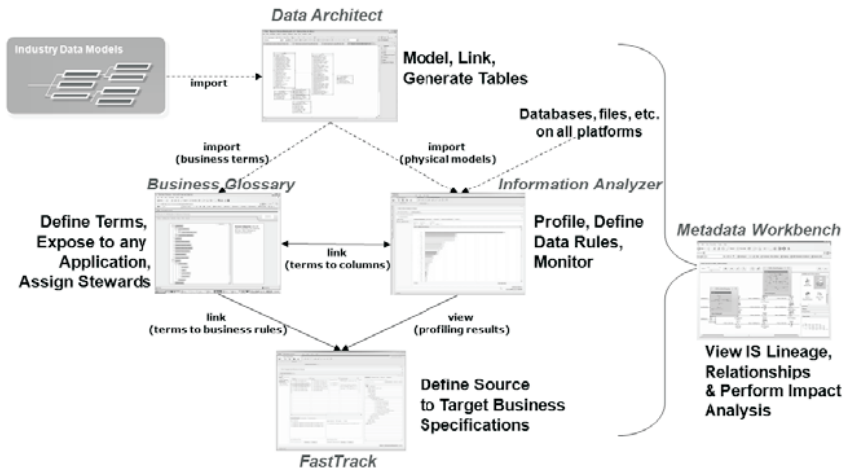 Data Architect
Industry Data Models
import
Model, Link,
Generate Tables
Databases, files, etc.
on all platforms
import
(business terms)
import
(physical models)
Business Glossary
Information Analyzer
Define Terms,
Expose to any
Application,
Assign Stewards
link
(terms to columns)
Profile, Define
Data Rules,
Monitor
Metadata Workbench
link
(terms to business rules)
view
(profiling results)
View IS Lineage,
Relationships
& Perform Impact
Analysis
Define Source
to Target Business
Specifications
FastTrack